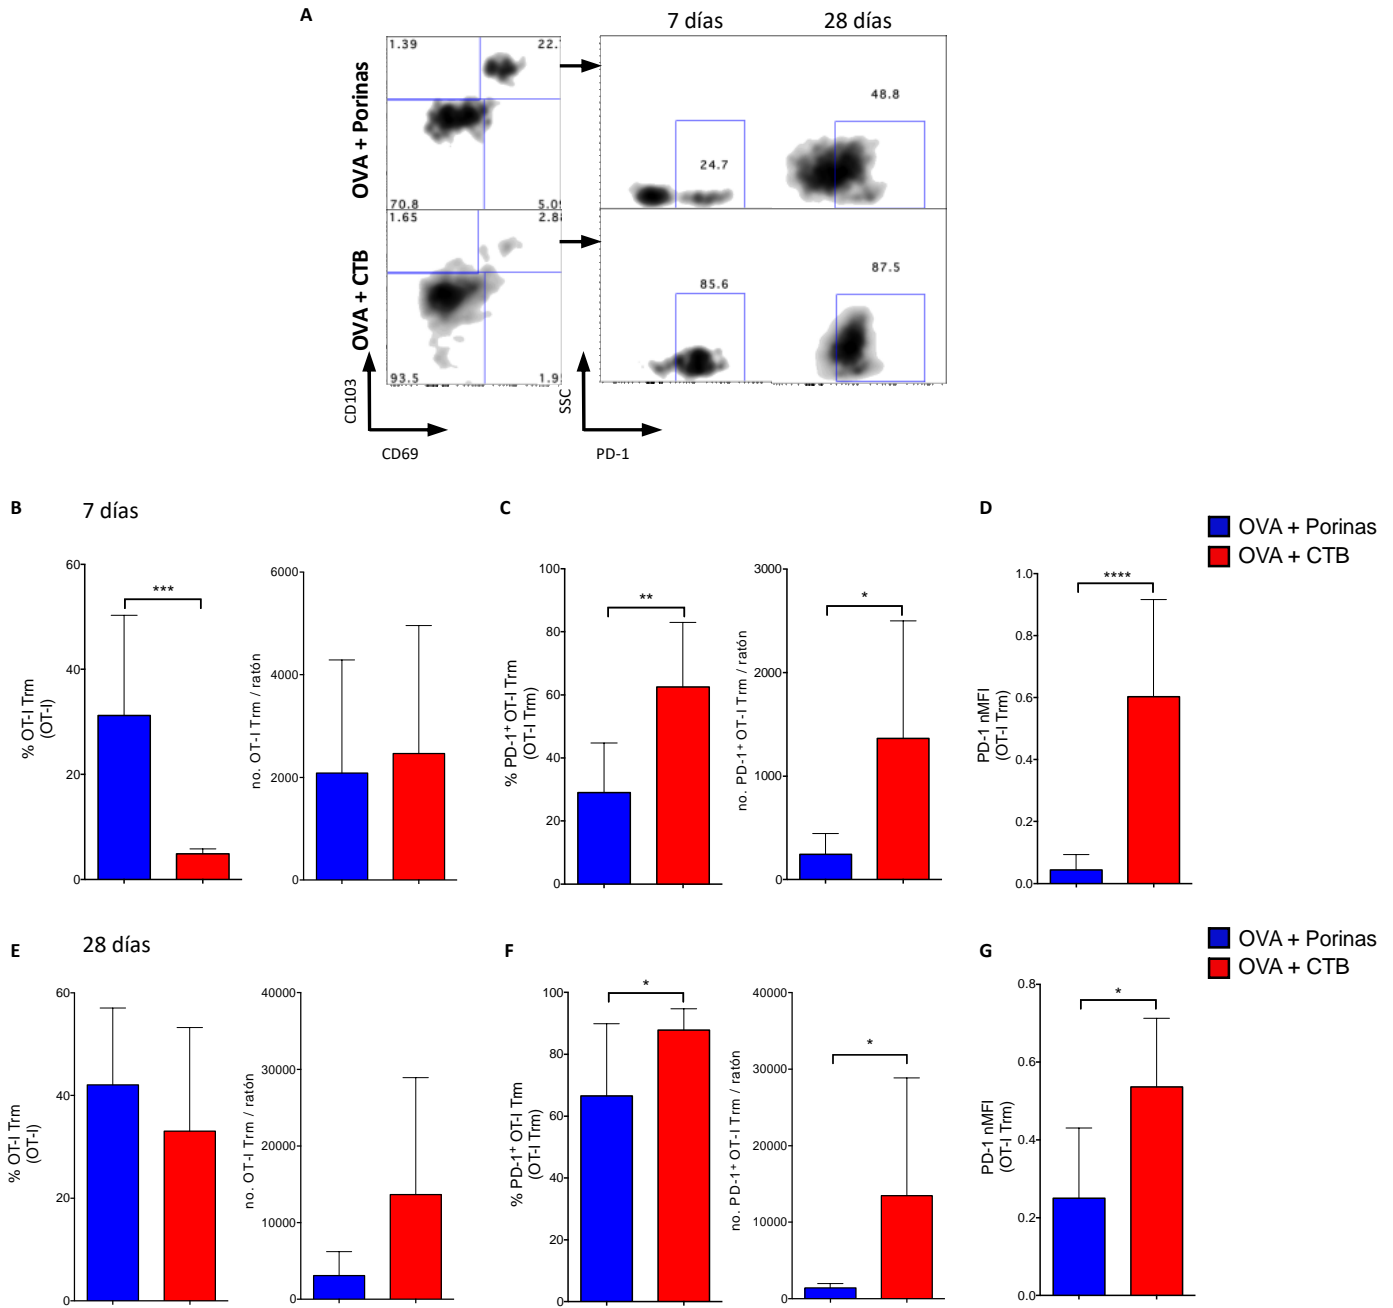 A
7 días
28 días
OVA + Porinas
1.39
22.
70.8
5.0
24.7
48.8
OVA + CTB
1.65
2.8
93.5
1.9
85.6
87.5
CD103
CD69
SSC
PD-1
B
7 días
C
D
OVA + Porinas
OVA + CTB
% OT-I Trm
(OT-I)
60
40
20
0
***
no. OT-I Trm / ratón
6000
4000
2000
0
% PD-1⁺ OT-I Trm
(OT-I Trm)
100
80
60
40
20
0
**
no. PD-1⁺ OT-I Trm / ratón
3000
2000
1000
0
*
PD-1 nMFI
(OT-I Trm)
1.0
0.8
0.6
0.4
0.2
0.0
****
E
28 días
F
G
OVA + Porinas
OVA + CTB
% OT-I Trm
(OT-I)
60
40
20
0
no. OT-I Trm / ratón
40000
30000
20000
10000
0
% PD-1⁺ OT-I Trm
(OT-I Trm)
100
80
60
40
20
0
*
no. PD-1⁺ OT-I Trm / ratón
40000
30000
20000
10000
0
*
PD-1 nMFI
(OT-I Trm)
0.8
0.6
0.4
0.2
0.0
*